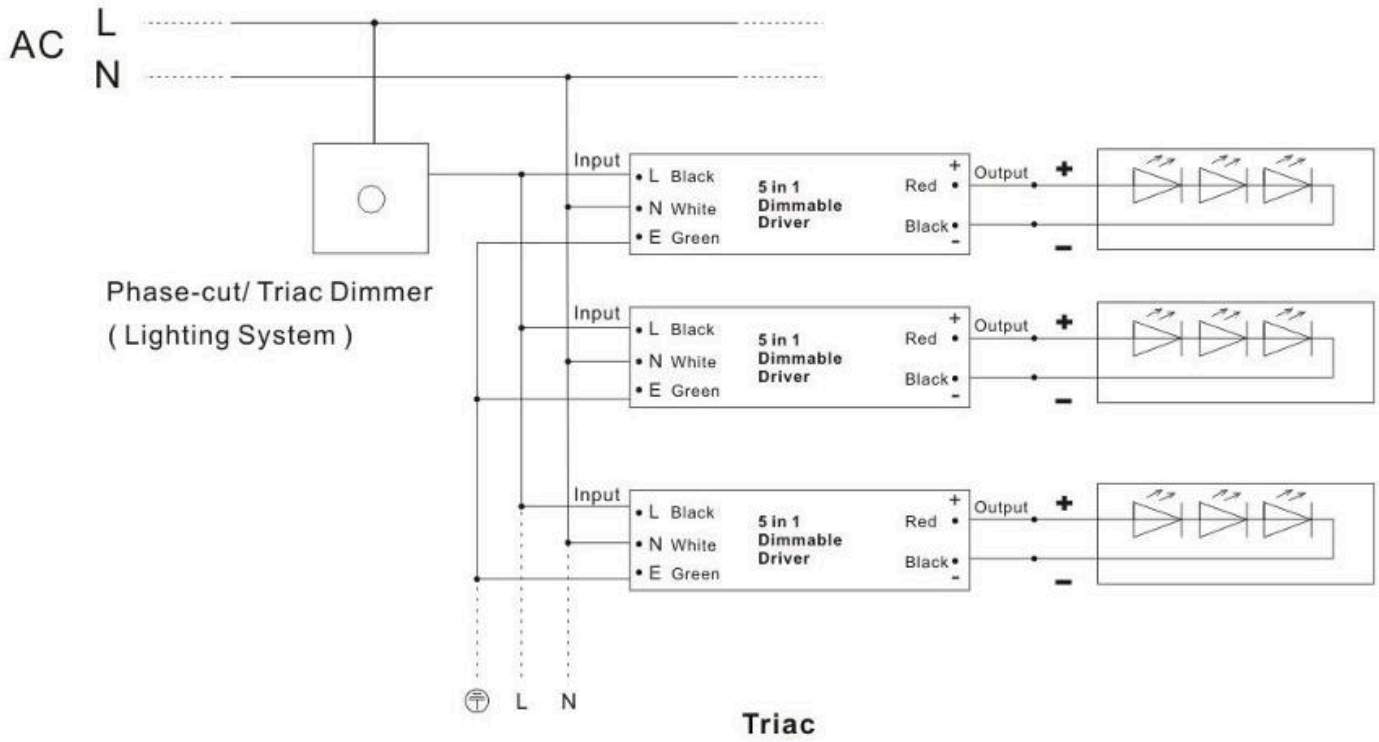 AC
L
N
Phase-cut/ Triac Dimmer
( Lighting System )
Input
L Black
N White
E Green
5 in 1
Dimmable
Driver
+
Red
Black
-
Output
+
-
Input
L Black
N White
E Green
5 in 1
Dimmable
Driver
+
Red
Black
-
Output
+
-
Input
L Black
N White
E Green
5 in 1
Dimmable
Driver
+
Red
Black
-
Output
+
-
L
N
Triac